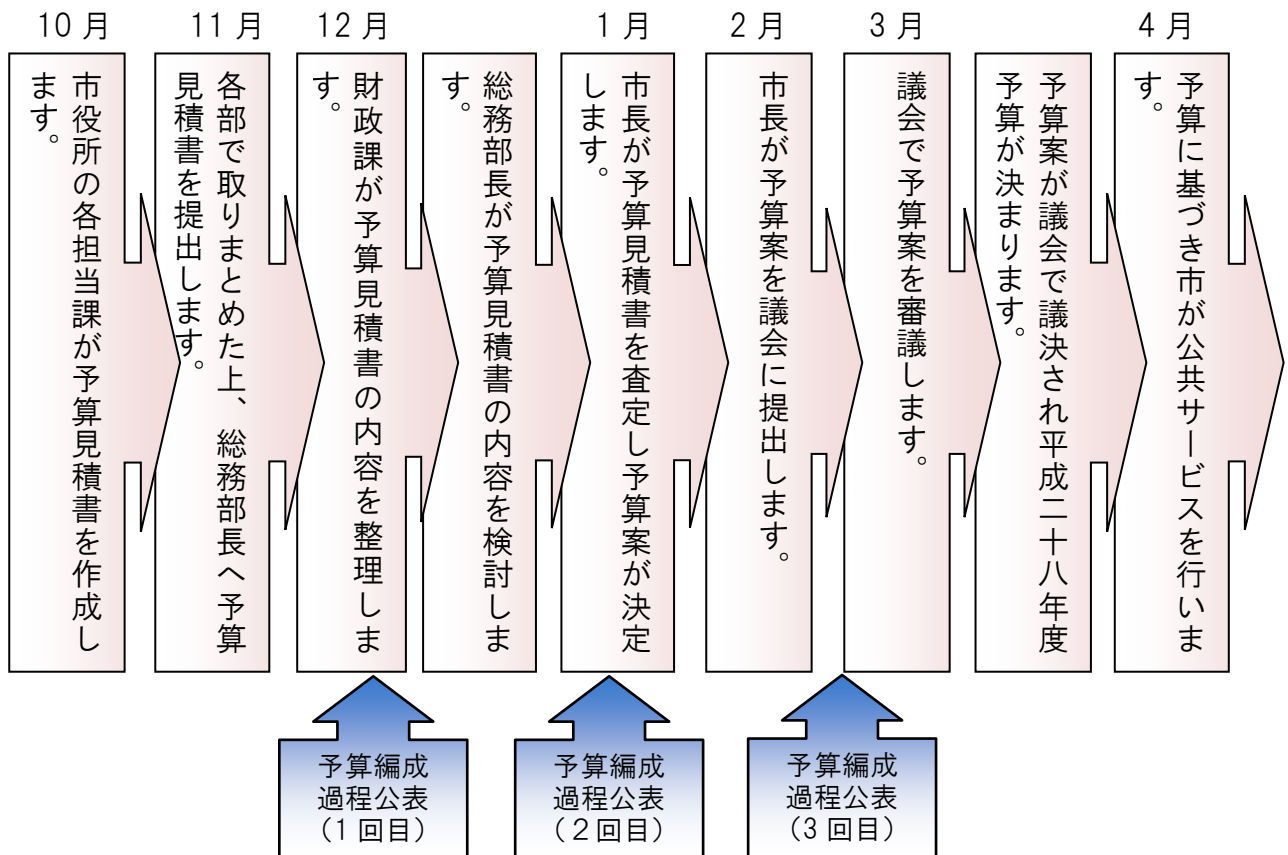 10 月
11 月
12 月
1 月
2 月
3 月
4 月
市役所の各担当課が予算見積書を作成し
ます。
各部で取りまとめた上、総務部長へ予算
見積書を提出します。
財政課が予算見積書の内容を整理しま
す。
総務部長が予算見積書の内容を検討しま
す。
市長が予算見積書を査定し予算案が決定
します。
市長が予算案を議会に提出します。
議会で予算案を審議します。
予算案が議会で議決され平成二十八年度
予算が決まります。
予算に基づき市が公共サービスを行いま
す。
予算編成
過程公表
(1 回目)
予算編成
過程公表
(２回目)
予算編成
過程公表
(3 回目)